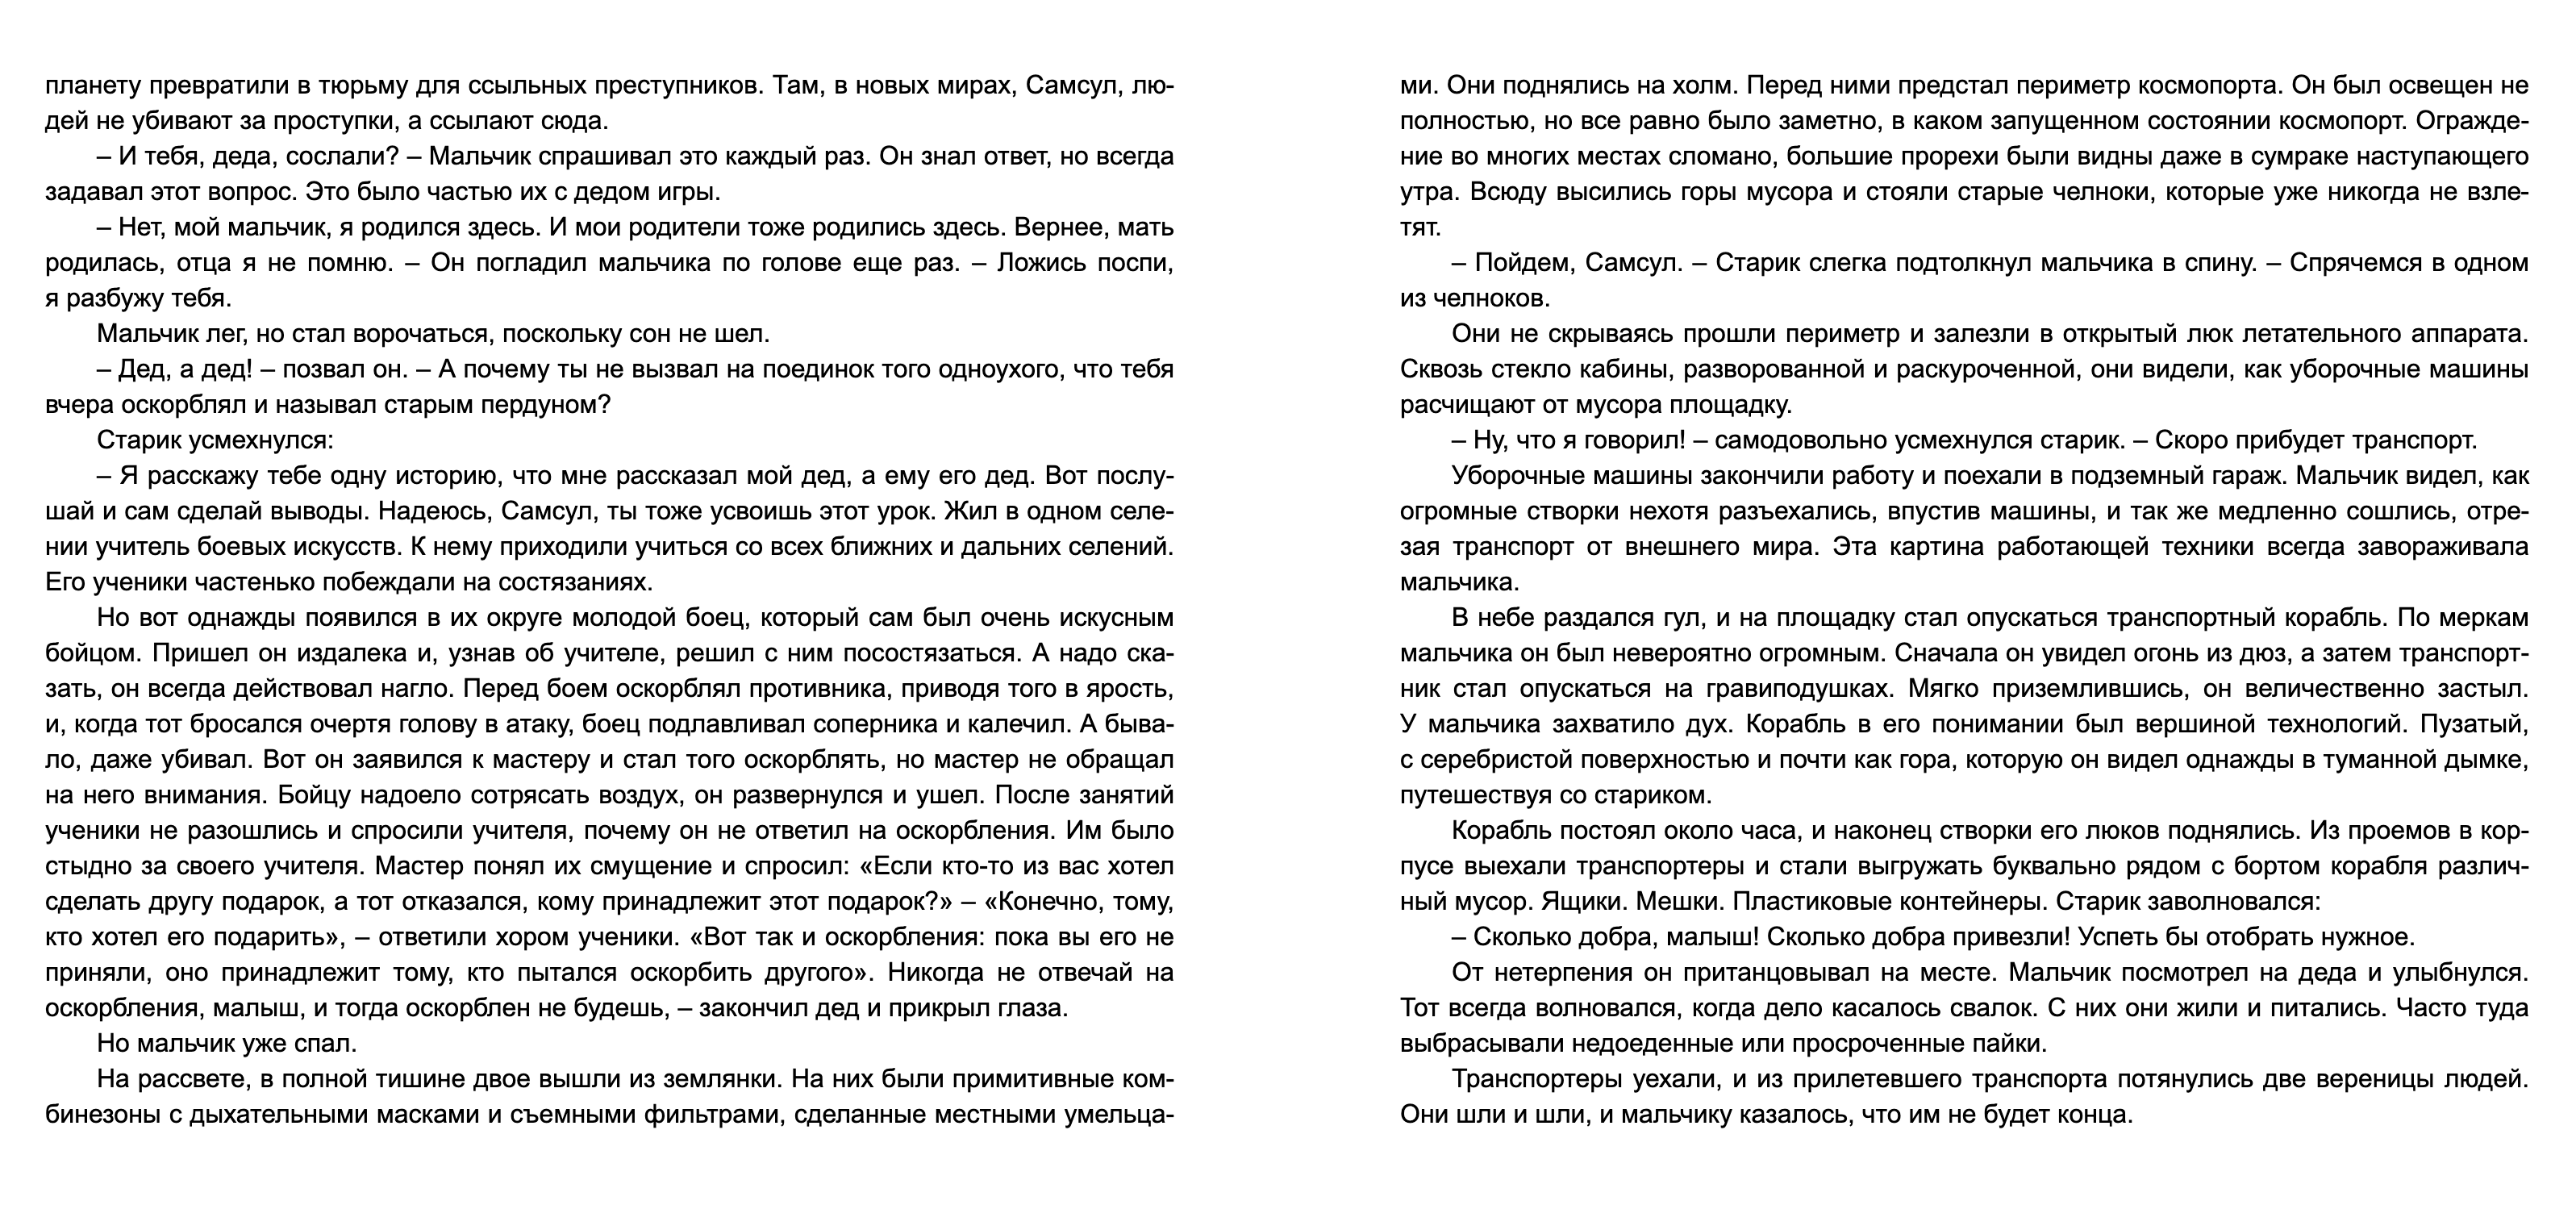 планету превратили в тюрьму для ссыльных преступников. Там, в новых мирах, Самсул, лю-
дей не убивают за проступки, а ссылают сюда.
– И тебя, деда, сослали? – Мальчик спрашивал это каждый раз. Он знал ответ, но всегда
задавал этот вопрос. Это было частью их с дедом игры.
– Нет, мой мальчик, я родился здесь. И мои родители тоже родились здесь. Вернее, мать
родилась, отца я не помню. – Он погладил мальчика по голове еще раз. – Ложись поспи,
я разбужу тебя.
Мальчик лег, но стал ворочаться, поскольку сон не шел.
– Дед, а дед! – позвал он. – А почему ты не вызвал на поединок того одноухого, что тебя
вчера оскорблял и называл старым пердуном?
Старик усмехнулся:
– Я расскажу тебе одну историю, что мне рассказал мой дед, а ему его дед. Вот послу-
шай и сам сделай выводы. Надеюсь, Самсул, ты тоже усвоишь этот урок. Жил в одном селе-
нии учитель боевых искусств. К нему приходили учиться со всех ближних и дальних селений.
Его ученики частенько побеждали на состязаниях.
Но вот однажды появился в их округе молодой боец, который сам был очень искусным
бойцом. Пришел он издалека и, узнав об учителе, решил с ним посостязаться. А надо ска-
зать, он всегда действовал нагло. Перед боем оскорблял противника, приводя того в ярость,
и, когда тот бросался очертя голову в атаку, боец подлавливал соперника и калечил. А быва-
ло, даже убивал. Вот он заявился к мастеру и стал того оскорблять, но мастер не обращал
на него внимания. Бойцу надоело сотрясать воздух, он развернулся и ушел. После занятий
ученики не разошлись и спросили учителя, почему он не ответил на оскорбления. Им было
стыдно за своего учителя. Мастер понял их смущение и спросил: «Если кто-то из вас хотел
сделать другу подарок, а тот отказался, кому принадлежит этот подарок?» – «Конечно, тому,
кто хотел его подарить», – ответили хором ученики. «Вот так и оскорбления: пока вы его не
приняли, оно принадлежит тому, кто пытался оскорбить другого». Никогда не отвечай на
оскорбления, малыш, и тогда оскорблен не будешь, – закончил дед и прикрыл глаза.
Но мальчик уже спал.
На рассвете, в полной тишине двое вышли из землянки. На них были примитивные ком-
бинезоны с дыхательными масками и съемными фильтрами, сделанные местными умельца-
ми. Они поднялись на холм. Перед ними предстал периметр космопорта. Он был освещен не
полностью, но все равно было заметно, в каком запущенном состоянии космопорт. Огражде-
ние во многих местах сломано, большие прорехи были видны даже в сумраке наступающего
утра. Всюду высились горы мусора и стояли старые челноки, которые уже никогда не взле-
тят.
– Пойдем, Самсул. – Старик слегка подтолкнул мальчика в спину. – Спрячемся в одном
из челноков.
Они не скрываясь прошли периметр и залезли в открытый люк летательного аппарата.
Сквозь стекло кабины, разворованной и раскуроченной, они видели, как уборочные машины
расчищают от мусора площадку.
– Ну, что я говорил! – самодовольно усмехнулся старик. – Скоро прибудет транспорт.
Уборочные машины закончили работу и поехали в подземный гараж. Мальчик видел, как
огромные створки нехотя разъехались, впустив машины, и так же медленно сошлись, отре-
зая транспорт от внешнего мира. Эта картина работающей техники всегда завораживала
мальчика.
В небе раздался гул, и на площадку стал опускаться транспортный корабль. По меркам
мальчика он был невероятно огромным. Сначала он увидел огонь из дюз, а затем транспорт-
ник стал опускаться на гравиподушках. Мягко приземлившись, он величественно застыл.
У мальчика захватило дух. Корабль в его понимании был вершиной технологий. Пузатый,
с серебристой поверхностью и почти как гора, которую он видел однажды в туманной дымке,
путешествуя со стариком.
Корабль постоял около часа, и наконец створки его люков поднялись. Из проемов в кор-
пусе выехали транспортеры и стали выгружать буквально рядом с бортом корабля различ-
ный мусор. Ящики. Мешки. Пластиковые контейнеры. Старик заволновался:
– Сколько добра, малыш! Сколько добра привезли! Успеть бы отобрать нужное.
От нетерпения он пританцовывал на месте. Мальчик посмотрел на деда и улыбнулся.
Тот всегда волновался, когда дело касалось свалок. С них они жили и питались. Часто туда
выбрасывали недоеденные или просроченные пайки.
Транспортеры уехали, и из прилетевшего транспорта потянулись две вереницы людей.
Они шли и шли, и мальчику казалось, что им не будет конца.